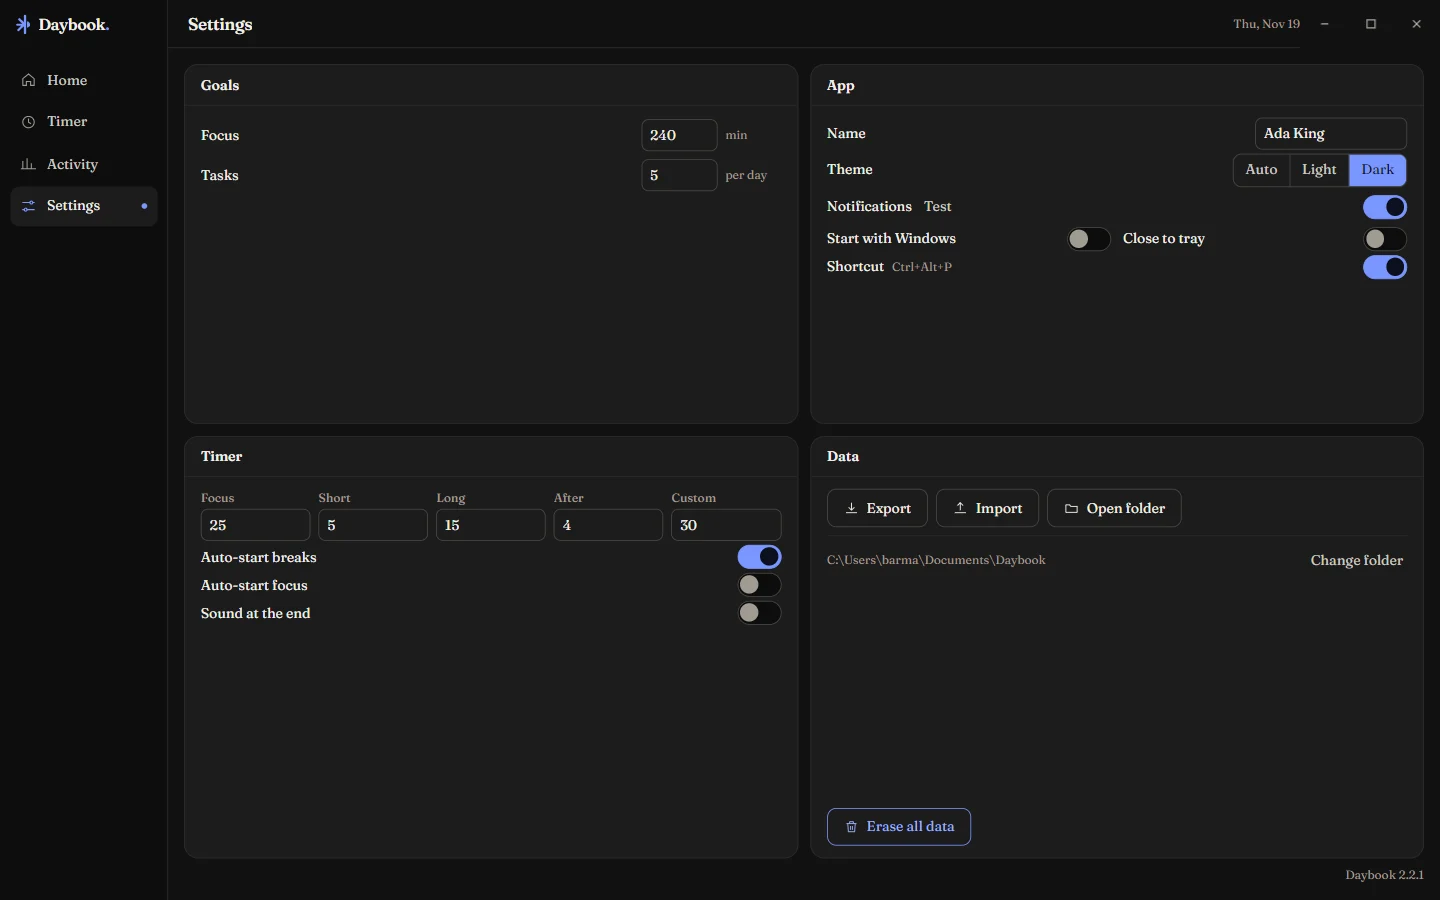 Daybook.
Settings
Thu, Nov 19
Home
Timer
Activity
Settings
Goals
Focus 240 min
Tasks 5 per day
App
Name Ada King
Theme Auto Light Dark
Notifications Test
Start with Windows Close to tray
Shortcut Ctrl+Alt+P
Timer
Focus Short Long After Custom
25 5 15 4 30
Auto-start breaks
Auto-start focus
Sound at the end
Data
Export Import Open folder
C:\Users\barma\Documents\Daybook Change folder
Erase all data
Daybook 2.2.1